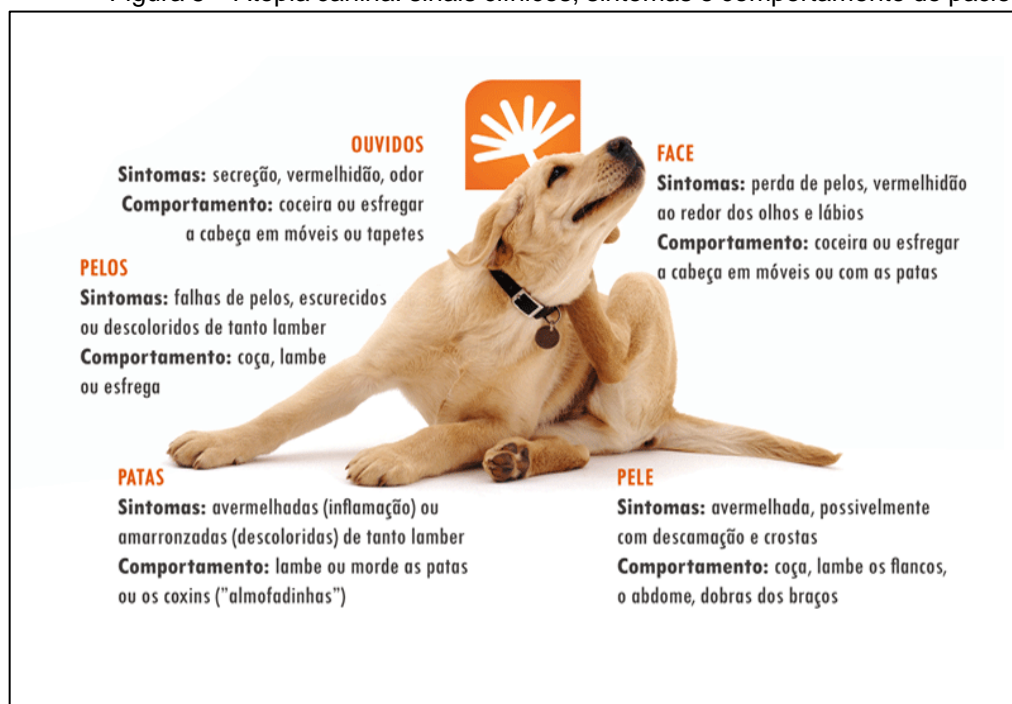 Figura 3 – Atopia canina: sinais clínicos, sintomas e comportamento do
OUVIDOS
Sintomas: secreção, vermelhidão, odor
Comportamento: coceira ou esfregar
a cabeça em móveis ou tapetes
FACE
Sintomas: perda de pelos, vermelhidão
ao redor dos olhos e lábios
Comportamento: coceira ou esfregar
a cabeça em móveis ou com as patas
PELOS
Sintomas: falhas de pelos, escurecidos
ou descoloridos de tanto lamber
Comportamento: coça, lambe
ou esfrega
PATAS
Sintomas: avermelhadas (inflamação) ou
amarronzadas (descoloridas) de tanto lamber
Comportamento: lambe ou morde as patas
ou os coxins ("almofadinhas")
PELE
Sintomas: avermelhada, possivelmente
com descamação e crostas
Comportamento: coça, lambe os flancos,
o abdome, dobras dos braços